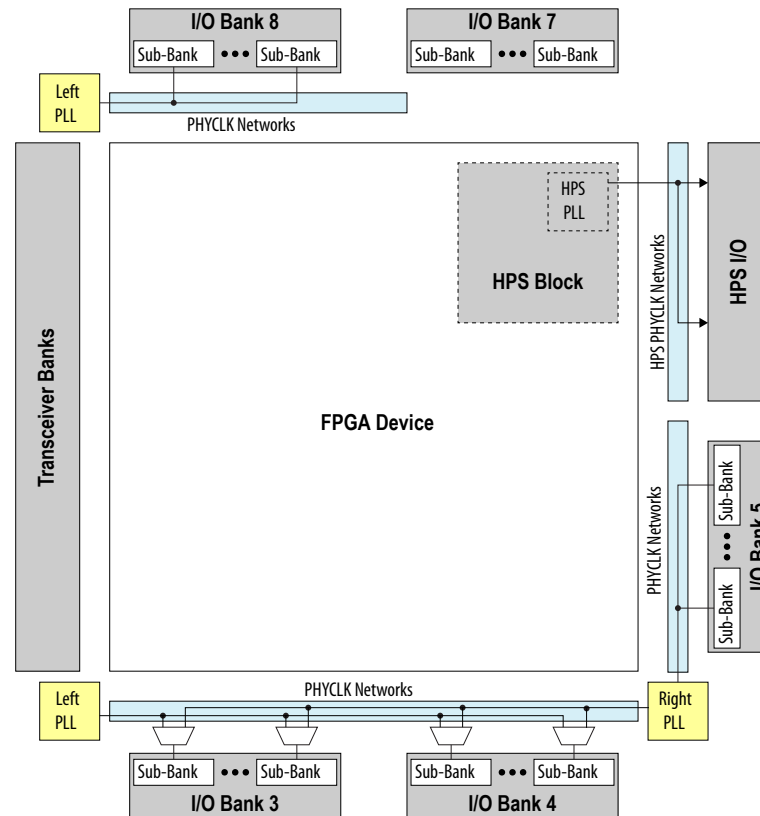 I/O Bank 8
I/O Bank 7
Sub-Bank ••• Sub-Bank
Sub-Bank ••• Sub-Bank
Left
PLL
PHYCLK Networks
HPS
PLL
HPS Block
HPS PHYCLK Networks
HPS I/O
Transceiver Banks
FPGA Device
PHYCLK Networks
Sub-Bank
•••
Sub-Bank
I/O Bank 5
Left
PLL
PHYCLK Networks
Right
PLL
Sub-Bank ••• Sub-Bank
Sub-Bank ••• Sub-Bank
I/O Bank 3
I/O Bank 4